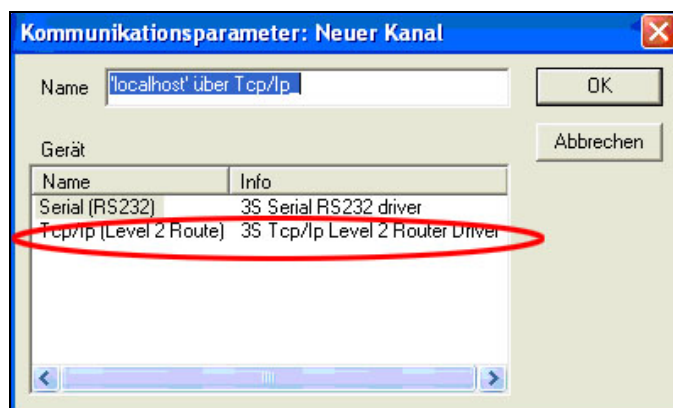 Kommunikationsparameter: Neuer Kanal
Name 'localhost' über Tcp/Ip_ OK
Abbrechen
Gerät
Name Info
Serial (RS232) 3S Serial RS232 driver
Tcp/Ip (Level 2 Route) 3S Tcp/Ip Level 2 Router Driver